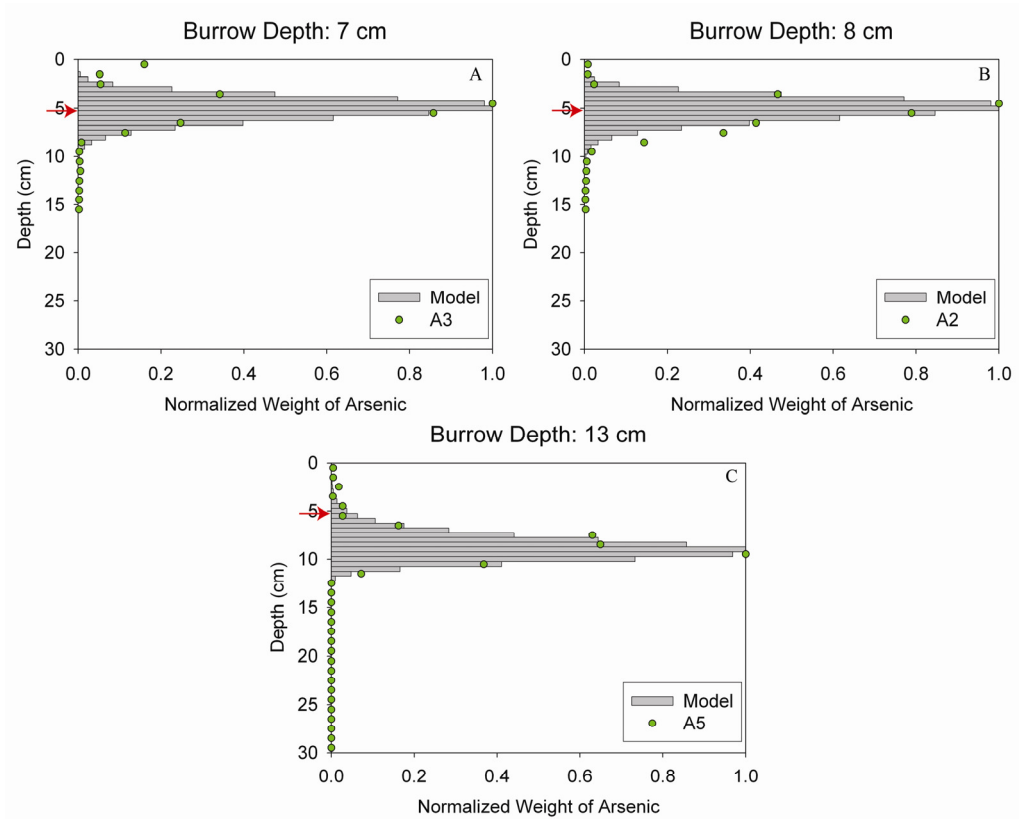 Burrow Depth: 7 cm
A
0
5
10
15
20
25
30
Depth (cm)
Model
A3
0.0 0.2 0.4 0.6 0.8 1.0
Normalized Weight of Arsenic
Burrow Depth: 8 cm
B
0
5
10
15
20
25
30
Depth (cm)
Model
A2
0.0 0.2 0.4 0.6 0.8 1.0
Normalized Weight of Arsenic
Burrow Depth: 13 cm
C
0
5
10
15
20
25
30
Depth (cm)
Model
A5
0.0 0.2 0.4 0.6 0.8 1.0
Normalized Weight of Arsenic